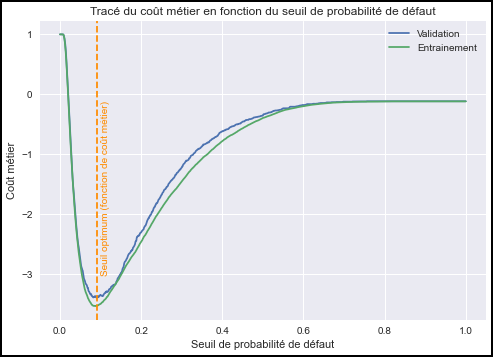 Tracé du coût métier en fonction du seuil de probabilité de défaut
Validation
Entrainement
1
0
−1
−2
−3
Coût métier
Seuil optimum (fonction de coût métier)
0.0
0.2
0.4
0.6
0.8
1.0
Seuil de probabilité de défaut